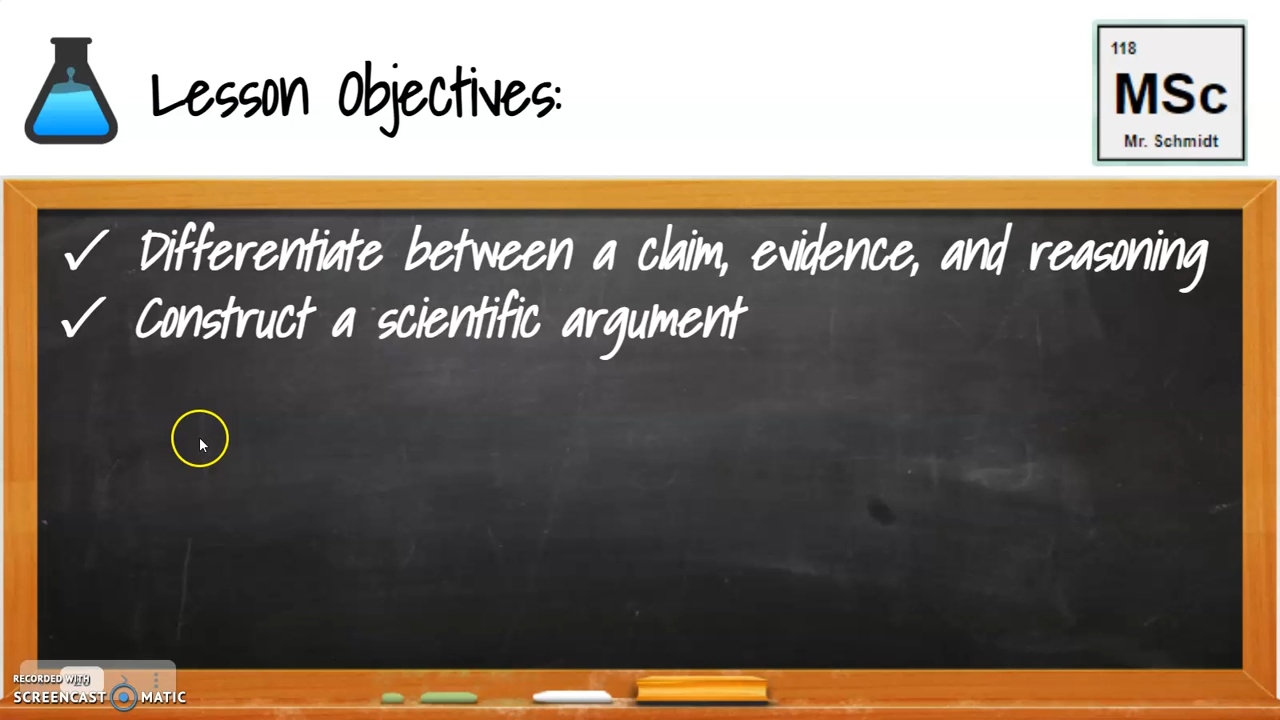 Lesson Objectives:
118
MSc
Mr. Schmidt
✓ Differentiate between a claim, evidence, and reasoning
✓ Construct a scientific argument
RECORDED WITH
SCREENCAST MATIC